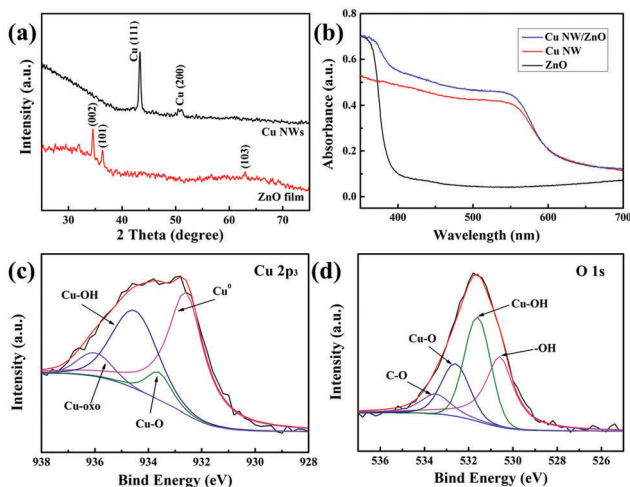 (a)
Cu (111)
Cu (200)
(002)
(101)
(103)
Cu NWs
ZnO film
Intensity (a.u.)
30 40 50 60 70
2 Theta (degree)
(b)
0.8
0.6
0.4
0.2
0.0
Cu NW/ZnO
Cu NW
ZnO
Absorbance (a.u.)
400 500 600 700
Wavelength (nm)
(c)
Cu 2p₃
Cu-OH
Cu⁰
Cu-oxo
Cu-O
Intensity (a.u.)
938 936 934 932 930 928
Bind Energy (eV)
(d)
O 1s
Cu-OH
Cu-O
-OH
C-O
Intensity (a.u.)
536 534 532 530 528 526
Bind Energy (eV)